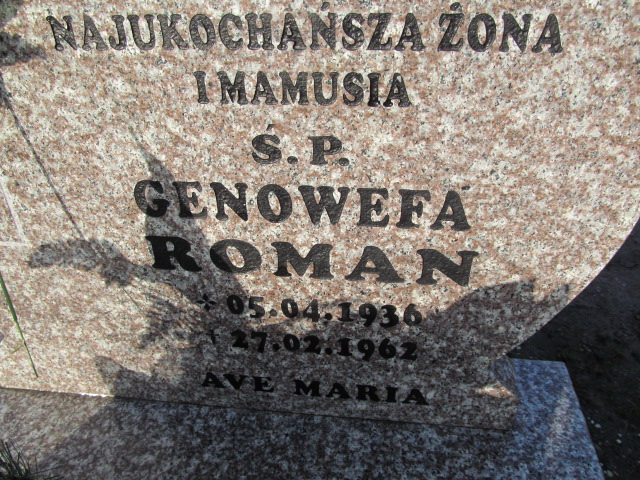 NAJUKOCHAŃSZA ŻONA
I MAMUSIA
Ś.P.
GENOWEFA
ROMAN
* 05.04.1936
† 27.02.1962
AVE MARIA